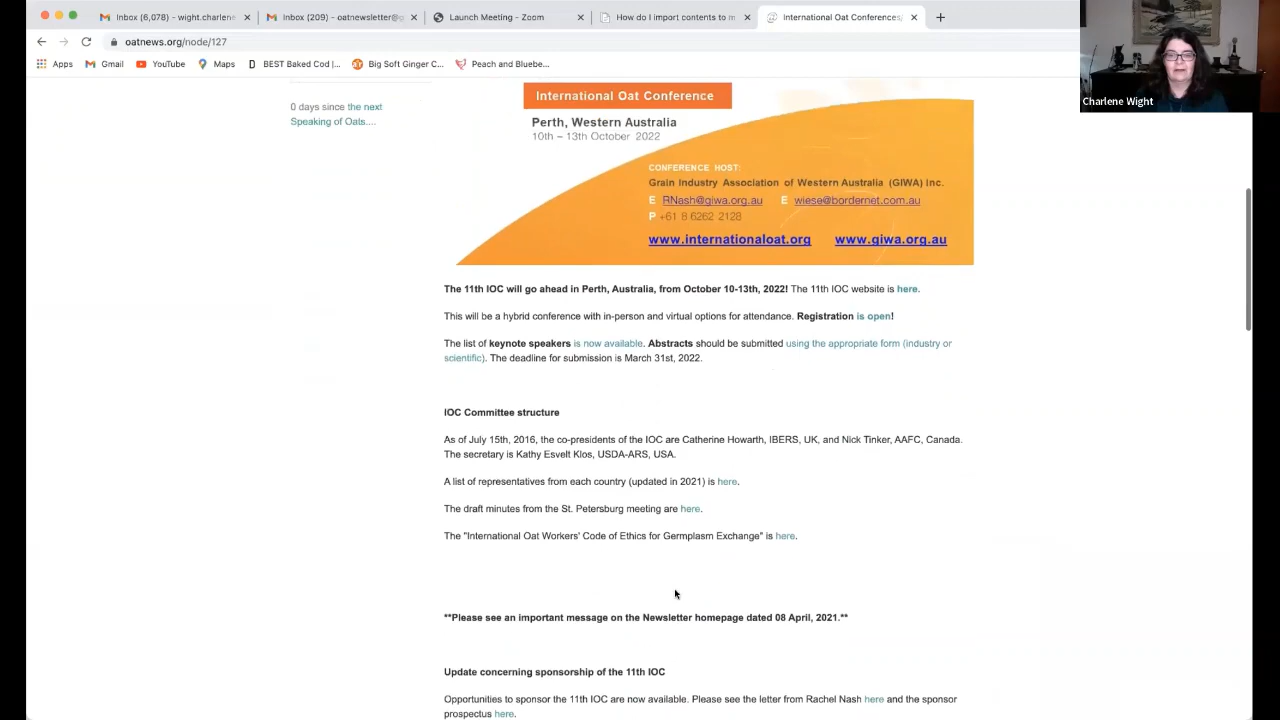 Inbox (6,078) - wight.charlene
Inbox (209) - oatnewsletter@g
Launch Meeting - Zoom
How do I import contents to m
International Oat Conferences
oatnews.org/node/127
Apps
Gmail
YouTube
Maps
BEST Baked Cod |...
Big Soft Ginger C...
Peach and Bluebe...
Charlene Wight
0 days since the next
Speaking of Oats....
International Oat Conference
Perth, Western Australia
10th – 13th October 2022
CONFERENCE HOST:
Grain Industry Association of Western Australia (GIWA) Inc.
E RNash@giwa.org.au E wiese@bordernet.com.au
P +61 8 6262 2128
www.internationaloat.org www.giwa.org.au
The 11th IOC will go ahead in Perth, Australia, from October 10-13th, 2022! The 11th IOC website is here.
This will be a hybrid conference with in-person and virtual options for attendance. Registration is open!
The list of keynote speakers is now available. Abstracts should be submitted using the appropriate form (industry or
scientific). The deadline for submission is March 31st, 2022.
IOC Committee structure
As of July 15th, 2016, the co-presidents of the IOC are Catherine Howarth, IBERS, UK, and Nick Tinker, AAFC, Canada.
The secretary is Kathy Esvelt Klos, USDA-ARS, USA.
A list of representatives from each country (updated in 2021) is here.
The draft minutes from the St. Petersburg meeting are here.
The "International Oat Workers' Code of Ethics for Germplasm Exchange" is here.
**Please see an important message on the Newsletter homepage dated 08 April, 2021.**
Update concerning sponsorship of the 11th IOC
Opportunities to sponsor the 11th IOC are now available. Please see the letter from Rachel Nash here and the sponsor
prospectus here.